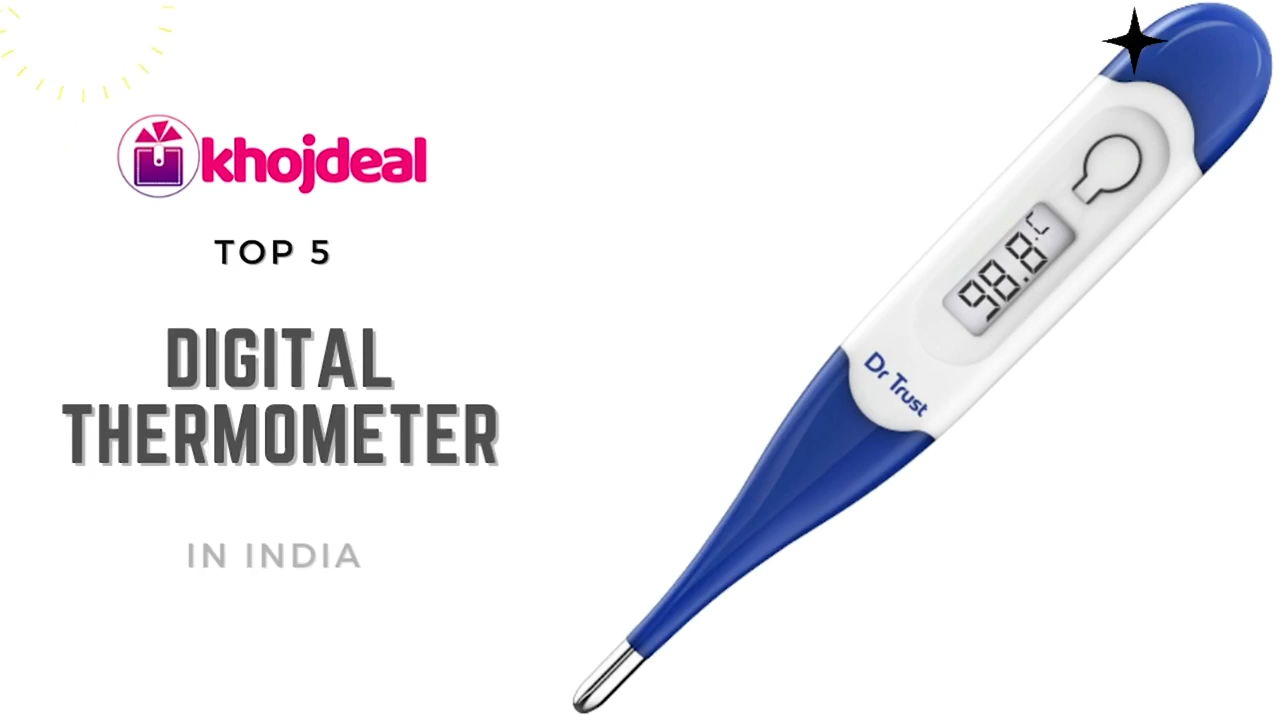 khojdeal
TOP 5
DIGITAL
THERMOMETER
IN INDIA
98.8
Dr Trust